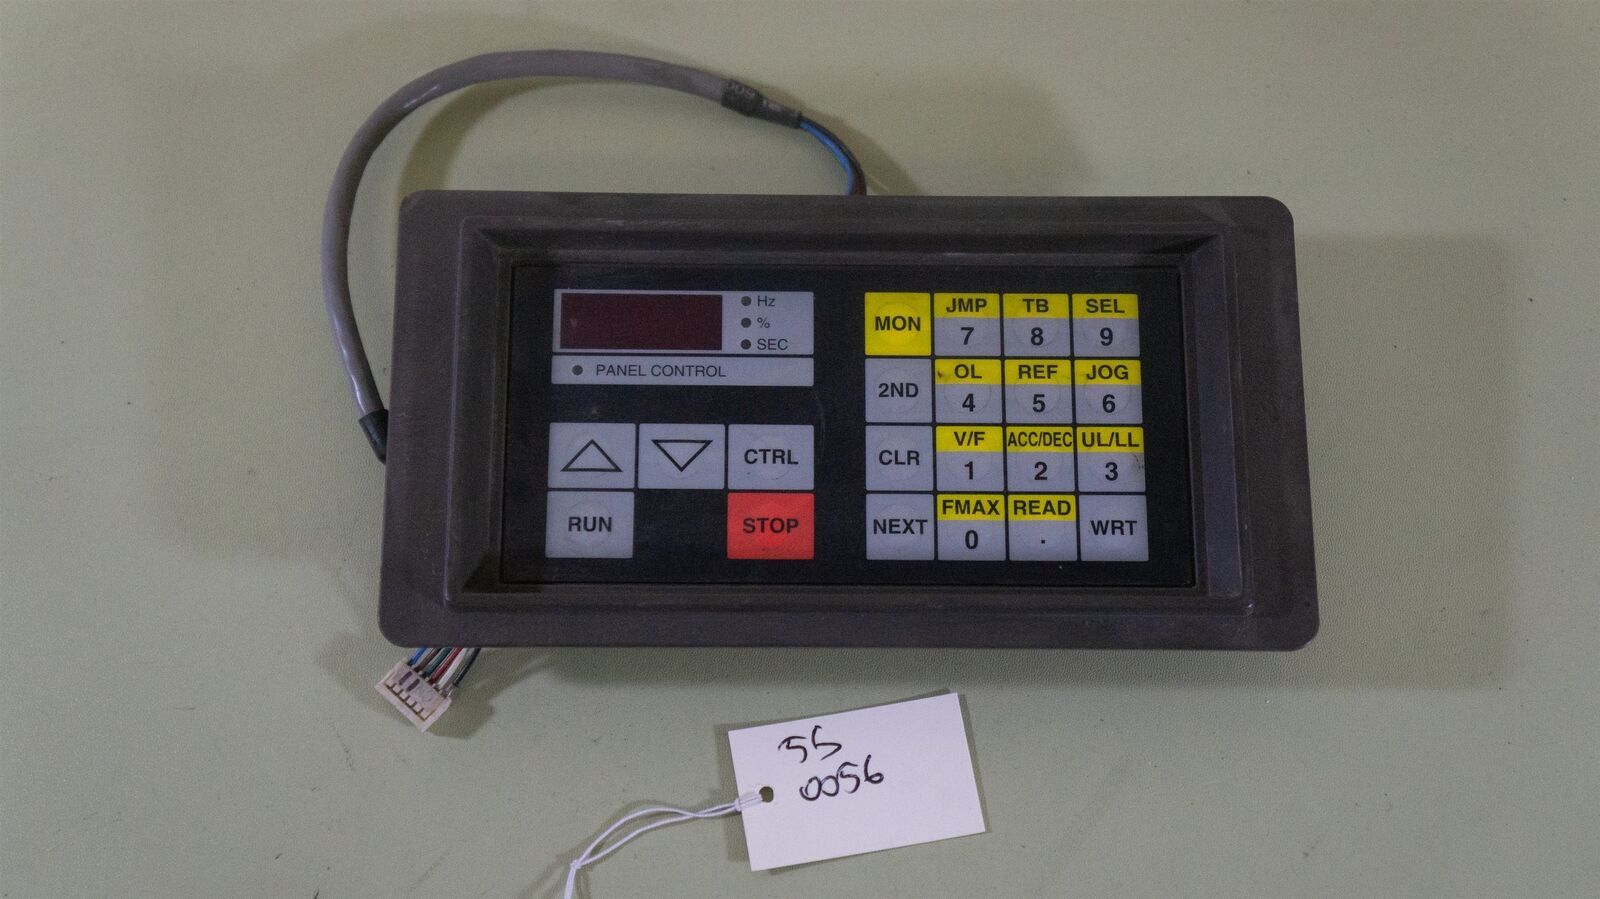 Hz
%
SEC
PANEL CONTROL
CTRL
RUN
STOP
MON
JMP
7
TB
8
SEL
9
2ND
OL
4
REF
5
JOG
6
CLR
V/F
1
ACC/DEC
2
UL/LL
3
NEXT
FMAX
0
READ
.
WRT
0056